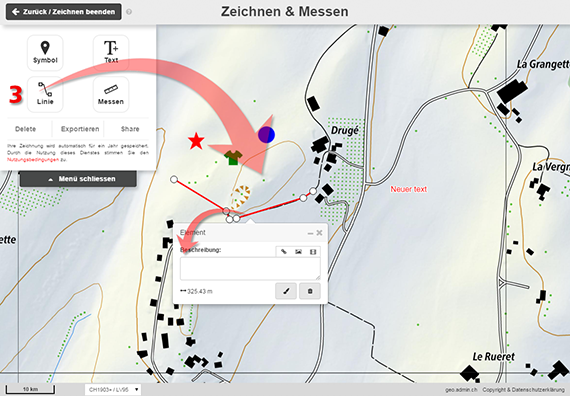 Zurück / Zeichnen beenden
Zeichnen & Messen
Symbol
Text
3
Linie
Messen
Delete
Exportieren
Share
Ihre Zeichnung wird automatisch für ein Jahr gespeichert.
Durch die Nutzung dieses Dienstes stimmen Sie den
Nutzungsbedingungen zu.
Menü schliessen
La Grangette
Drugé
La Vergn
Neuer text
ette
Element
Beschreibung:
325.43 m
Le Rueret
10 km
CH1903+ / LV95
geo.admin.ch Copyright & Datenschutzerklärung